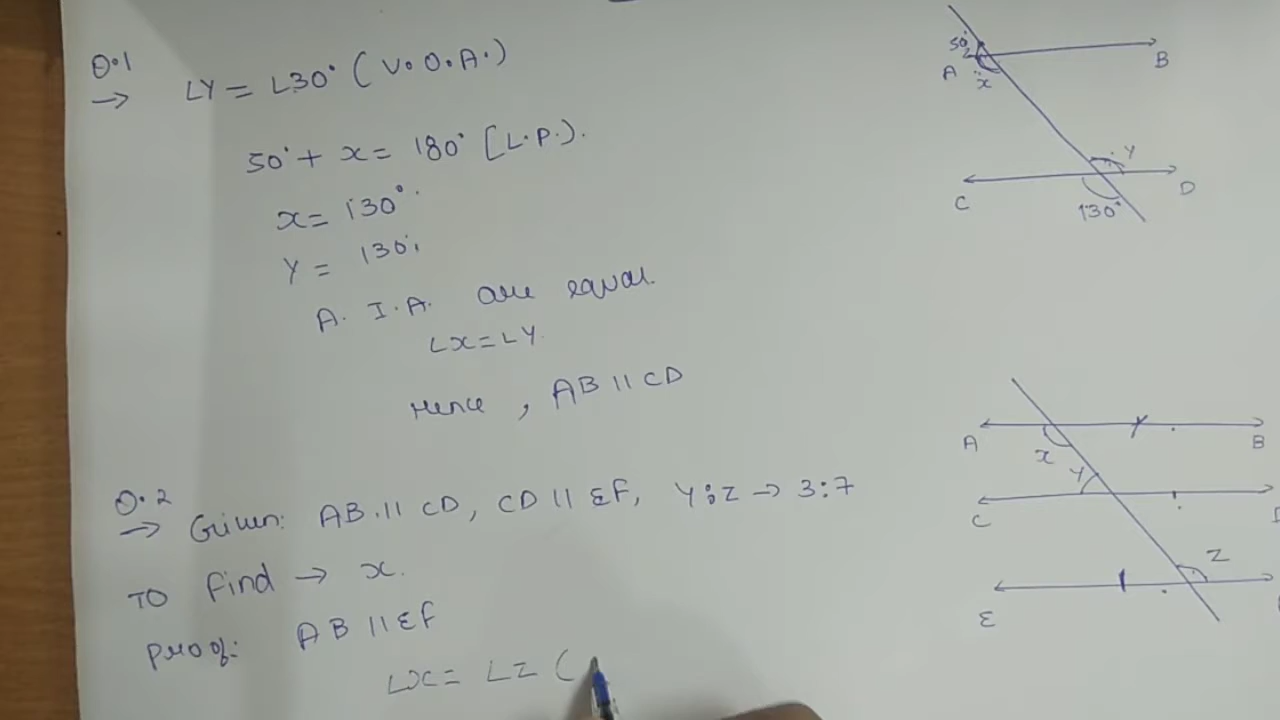 Q.1
→ ∠Y = ∠30° (V.O.A.)
50° + x = 180° [L.P.).
x = 130°.
Y = 130°.
A. I.A. are equal.
∠x = ∠Y.
Hence, AB || CD
Q.2
→ Given: AB || CD, CD || EF, Y:Z → 3:7
To Find → x.
Proof: AB || EF
∠x = ∠Z (
50°
A
x
B
Y
C
D
130°
A
x
B
Y
C
Z
E